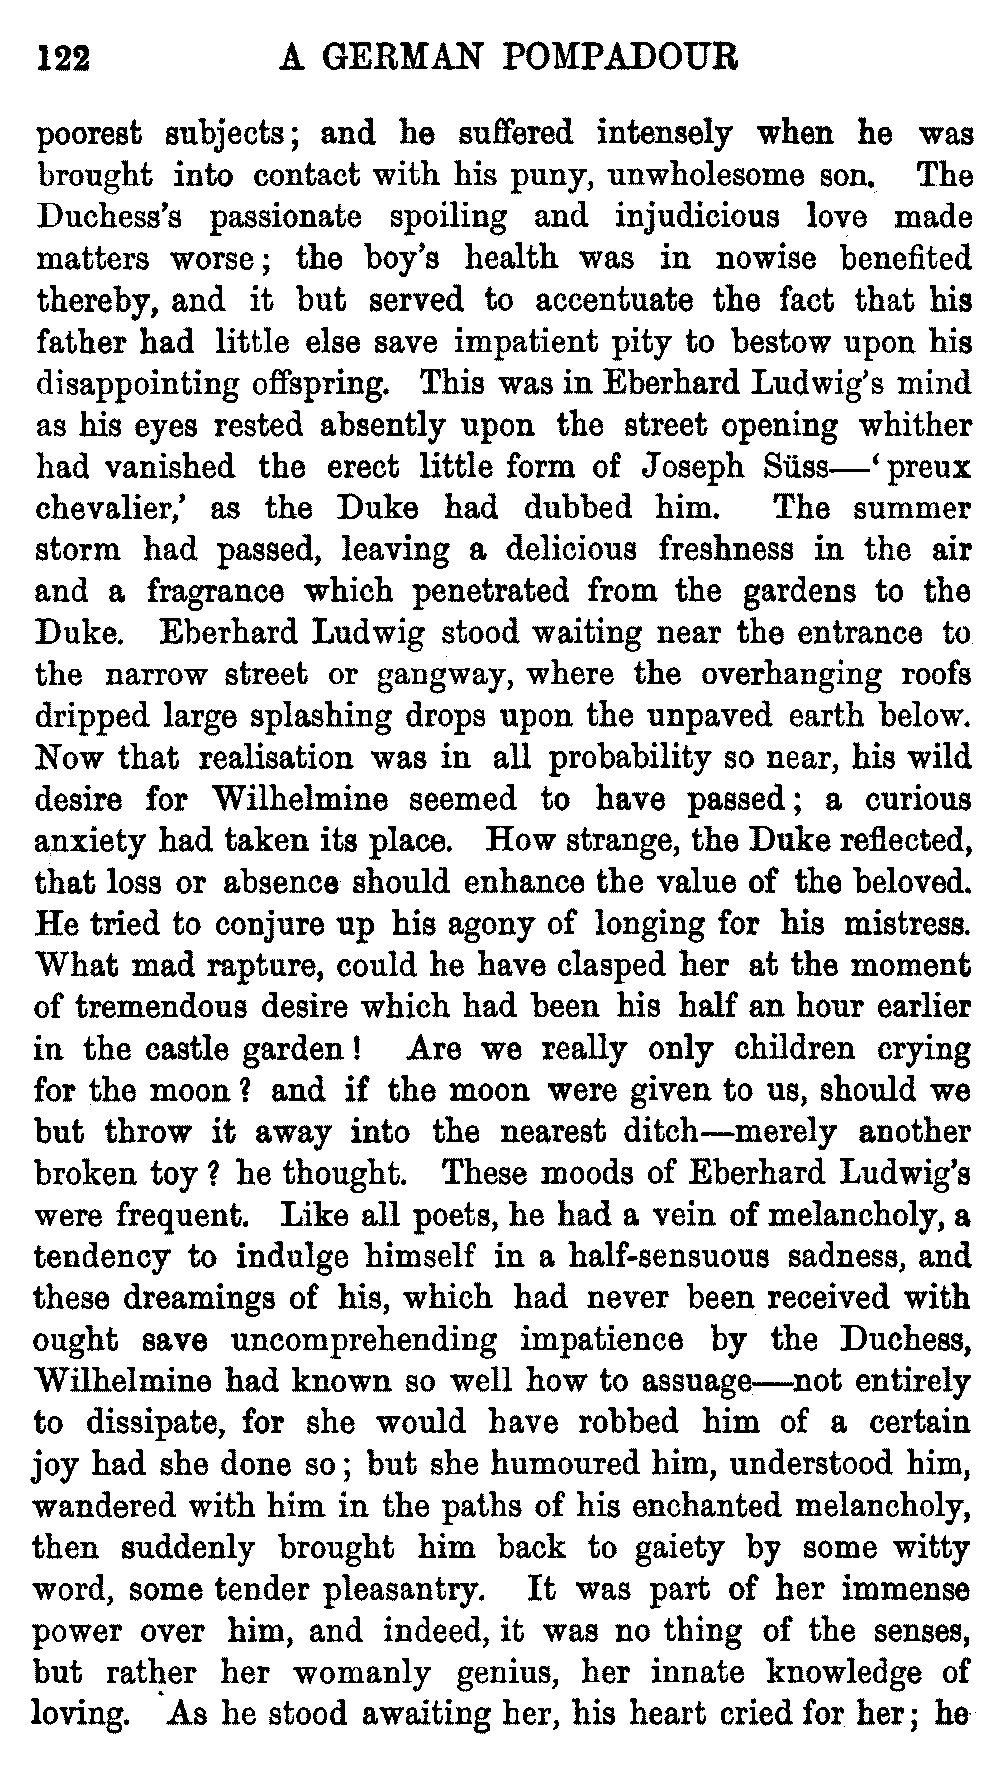 122 A GERMAN POMPADOUR
poorest subjects; and he suffered intensely when he was
brought into contact with his puny, unwholesome son. The
Duchess's passionate spoiling and injudicious love made
matters worse; the boy's health was in nowise benefited
thereby, and it but served to accentuate the fact that his
father had little else save impatient pity to bestow upon his
disappointing offspring. This was in Eberhard Ludwig's mind
as his eyes rested absently upon the street opening whither
had vanished the erect little form of Joseph Süss—'preux
chevalier,' as the Duke had dubbed him. The summer
storm had passed, leaving a delicious freshness in the air
and a fragrance which penetrated from the gardens to the
Duke. Eberhard Ludwig stood waiting near the entrance to
the narrow street or gangway, where the overhanging roofs
dripped large splashing drops upon the unpaved earth below.
Now that realisation was in all probability so near, his wild
desire for Wilhelmine seemed to have passed; a curious
anxiety had taken its place. How strange, the Duke reflected,
that loss or absence should enhance the value of the beloved.
He tried to conjure up his agony of longing for his mistress.
What mad rapture, could he have clasped her at the moment
of tremendous desire which had been his half an hour earlier
in the castle garden! Are we really only children crying
for the moon? and if the moon were given to us, should we
but throw it away into the nearest ditch—merely another
broken toy? he thought. These moods of Eberhard Ludwig's
were frequent. Like all poets, he had a vein of melancholy, a
tendency to indulge himself in a half-sensuous sadness, and
these dreamings of his, which had never been received with
ought save uncomprehending impatience by the Duchess,
Wilhelmine had known so well how to assuage—not entirely
to dissipate, for she would have robbed him of a certain
joy had she done so; but she humoured him, understood him,
wandered with him in the paths of his enchanted melancholy,
then suddenly brought him back to gaiety by some witty
word, some tender pleasantry. It was part of her immense
power over him, and indeed, it was no thing of the senses,
but rather her womanly genius, her innate knowledge of
loving. As he stood awaiting her, his heart cried for her; he